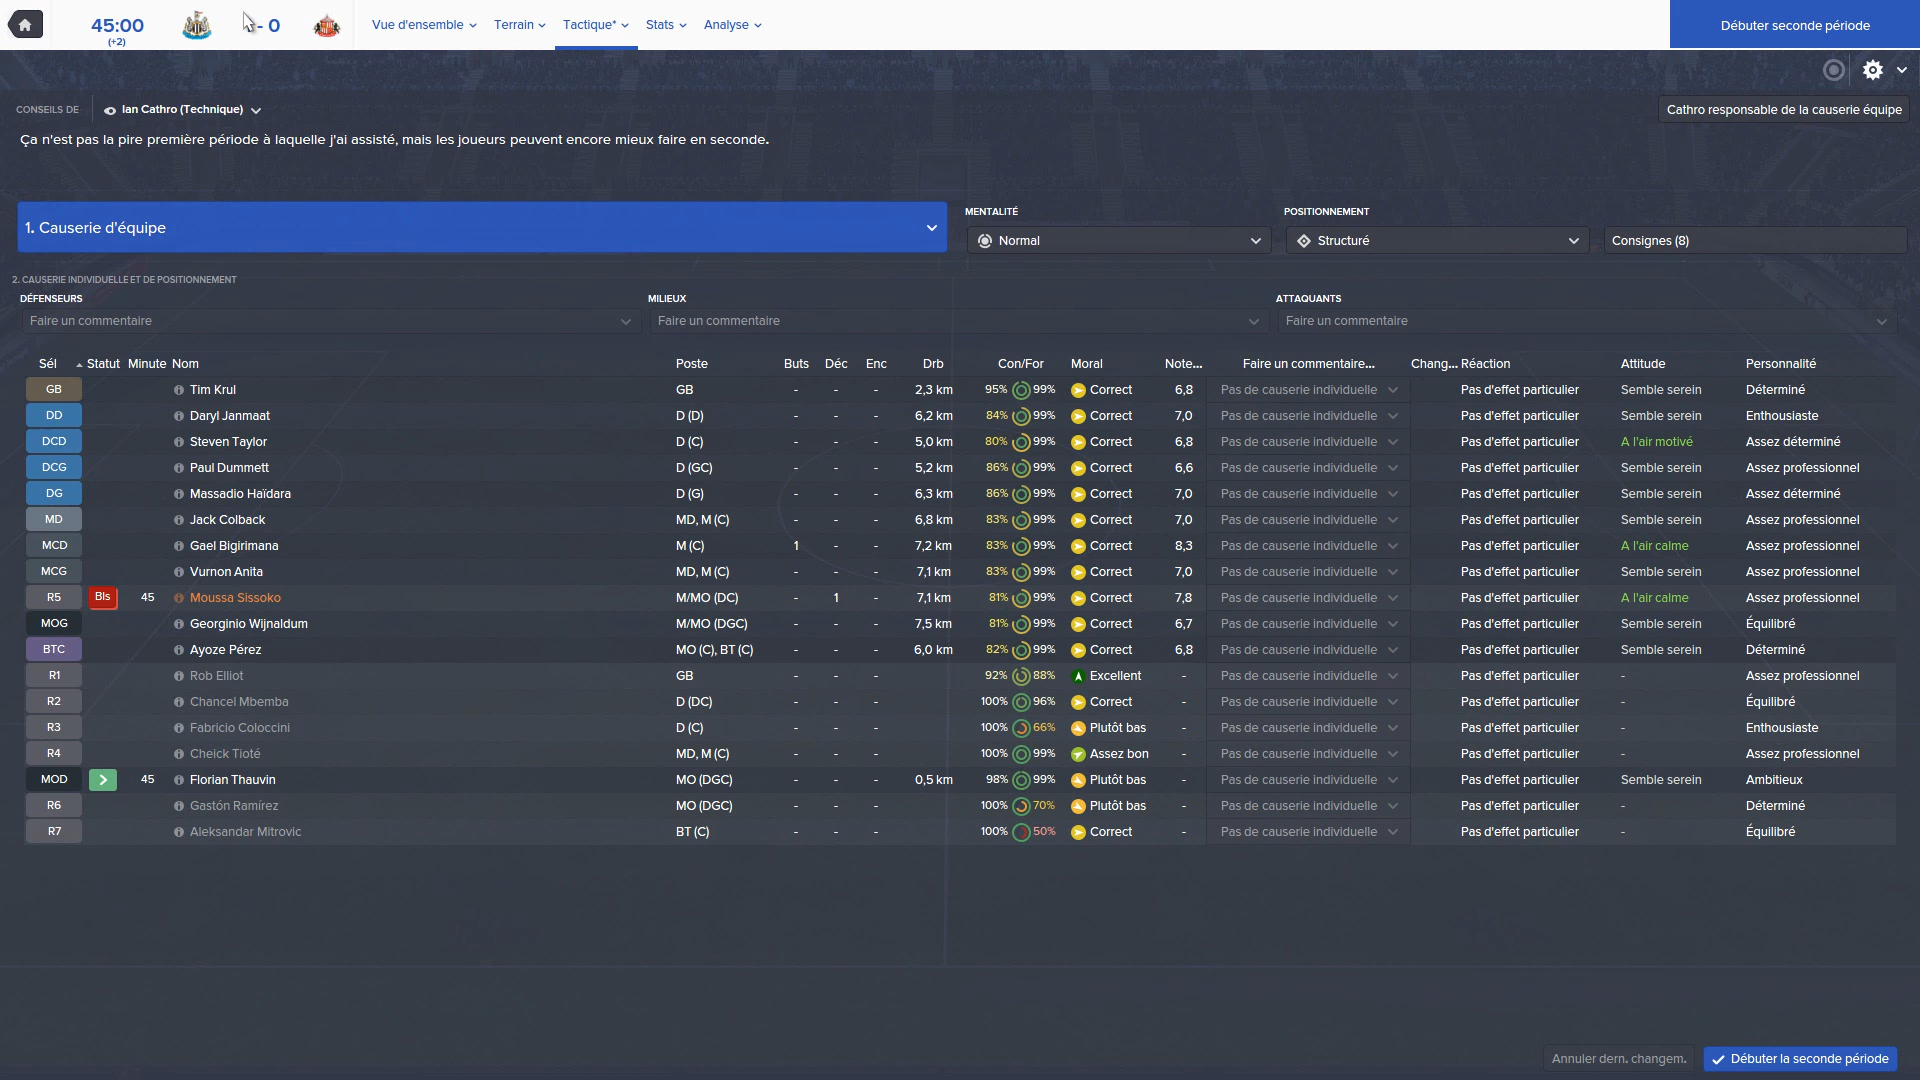 45:00 - 0 Vue d'ensemble Terrain Tactique* Stats Analyse Débuter seconde période
(+2)
CONSEILS DE Ian Cathro (Technique) Cathro responsable de la causerie équipe
Ça n'est pas la pire première période à laquelle j'ai assisté, mais les joueurs peuvent encore mieux faire en seconde.
MENTALITÉ POSITIONNEMENT
1. Causerie d'équipe Normal Structuré Consignes (8)
2. CAUSERIE INDIVIDUELLE ET DE POSITIONNEMENT
DÉFENSEURS MILIEUX ATTAQUANTS
Faire un commentaire Faire un commentaire Faire un commentaire
Sél Statut Minute Nom Poste Buts Déc Enc Drb Con/For Moral Note... Faire un commentaire... Chang... Réaction Attitude Personnalité
GB Tim Krul GB - - - 2,3 km 95% 99% Correct 6,8 Pas de causerie individuelle Pas d'effet particulier Semble serein Déterminé
DD Daryl Janmaat D (D) - - - 6,2 km 84% 99% Correct 7,0 Pas de causerie individuelle Pas d'effet particulier Semble serein Enthousiaste
DCD Steven Taylor D (C) - - - 5,0 km 80% 99% Correct 6,8 Pas de causerie individuelle Pas d'effet particulier A l'air motivé Assez déterminé
DCG Paul Dummett D (GC) - - - 5,2 km 86% 99% Correct 6,6 Pas de causerie individuelle Pas d'effet particulier Semble serein Assez professionnel
DG Massadio Haïdara D (G) - - - 6,3 km 86% 99% Correct 7,0 Pas de causerie individuelle Pas d'effet particulier Semble serein Assez déterminé
MD Jack Colback MD, M (C) - - - 6,8 km 83% 99% Correct 7,0 Pas de causerie individuelle Pas d'effet particulier Semble serein Assez professionnel
MCD Gael Bigirimana M (C) 1 - - 7,2 km 83% 99% Correct 8,3 Pas de causerie individuelle Pas d'effet particulier A l'air calme Assez professionnel
MCG Vurnon Anita MD, M (C) - - - 7,1 km 83% 99% Correct 7,0 Pas de causerie individuelle Pas d'effet particulier Semble serein Assez professionnel
R5 Bls 45 Moussa Sissoko M/MO (DC) - 1 - 7,1 km 81% 99% Correct 7,8 Pas de causerie individuelle Pas d'effet particulier A l'air calme Assez professionnel
MOG Georginio Wijnaldum M/MO (DGC) - - - 7,5 km 81% 99% Correct 6,7 Pas de causerie individuelle Pas d'effet particulier Semble serein Équilibré
BTC Ayoze Pérez MO (C), BT (C) - - - 6,0 km 82% 99% Correct 6,8 Pas de causerie individuelle Pas d'effet particulier Semble serein Déterminé
R1 Rob Elliot GB - - - 92% 88% Excellent - Pas de causerie individuelle Pas d'effet particulier - Assez professionnel
R2 Chancel Mbemba D (DC) - - - 100% 96% Correct - Pas de causerie individuelle Pas d'effet particulier - Équilibré
R3 Fabricio Coloccini D (C) - - - 100% 66% Plutôt bas - Pas de causerie individuelle Pas d'effet particulier - Enthousiaste
R4 Cheick Tioté MD, M (C) - - - 100% 99% Assez bon - Pas de causerie individuelle Pas d'effet particulier - Assez professionnel
MOD 45 Florian Thauvin MO (DGC) - - - 0,5 km 98% 99% Plutôt bas - Pas de causerie individuelle Pas d'effet particulier Semble serein Ambitieux
R6 Gastón Ramírez MO (DGC) - - - 100% 70% Plutôt bas - Pas de causerie individuelle Pas d'effet particulier - Déterminé
R7 Aleksandar Mitrovic BT (C) - - - 100% 50% Correct - Pas de causerie individuelle Pas d'effet particulier - Équilibré
Annuler dern. changem. Débuter la seconde période